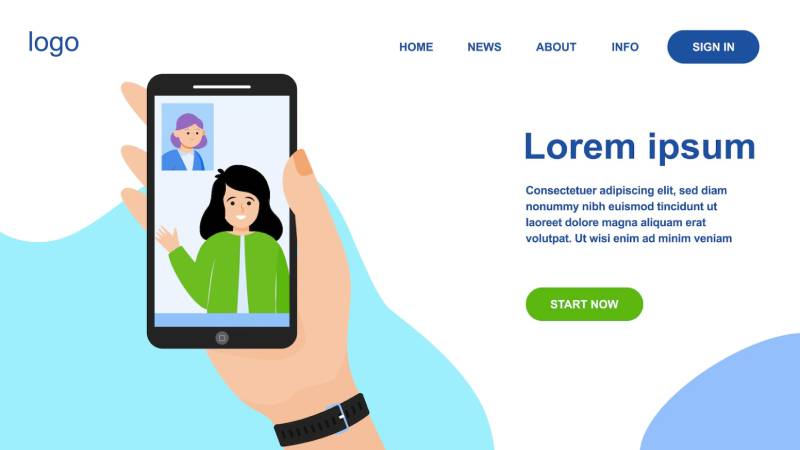 logo
HOME NEWS ABOUT INFO SIGN IN
Lorem ipsum
Consectetuer adipiscing elit, sed diam
nonummy nibh euismod tincidunt ut
laoreet dolore magna aliquam erat
volutpat. Ut wisi enim ad minim veniam
START NOW